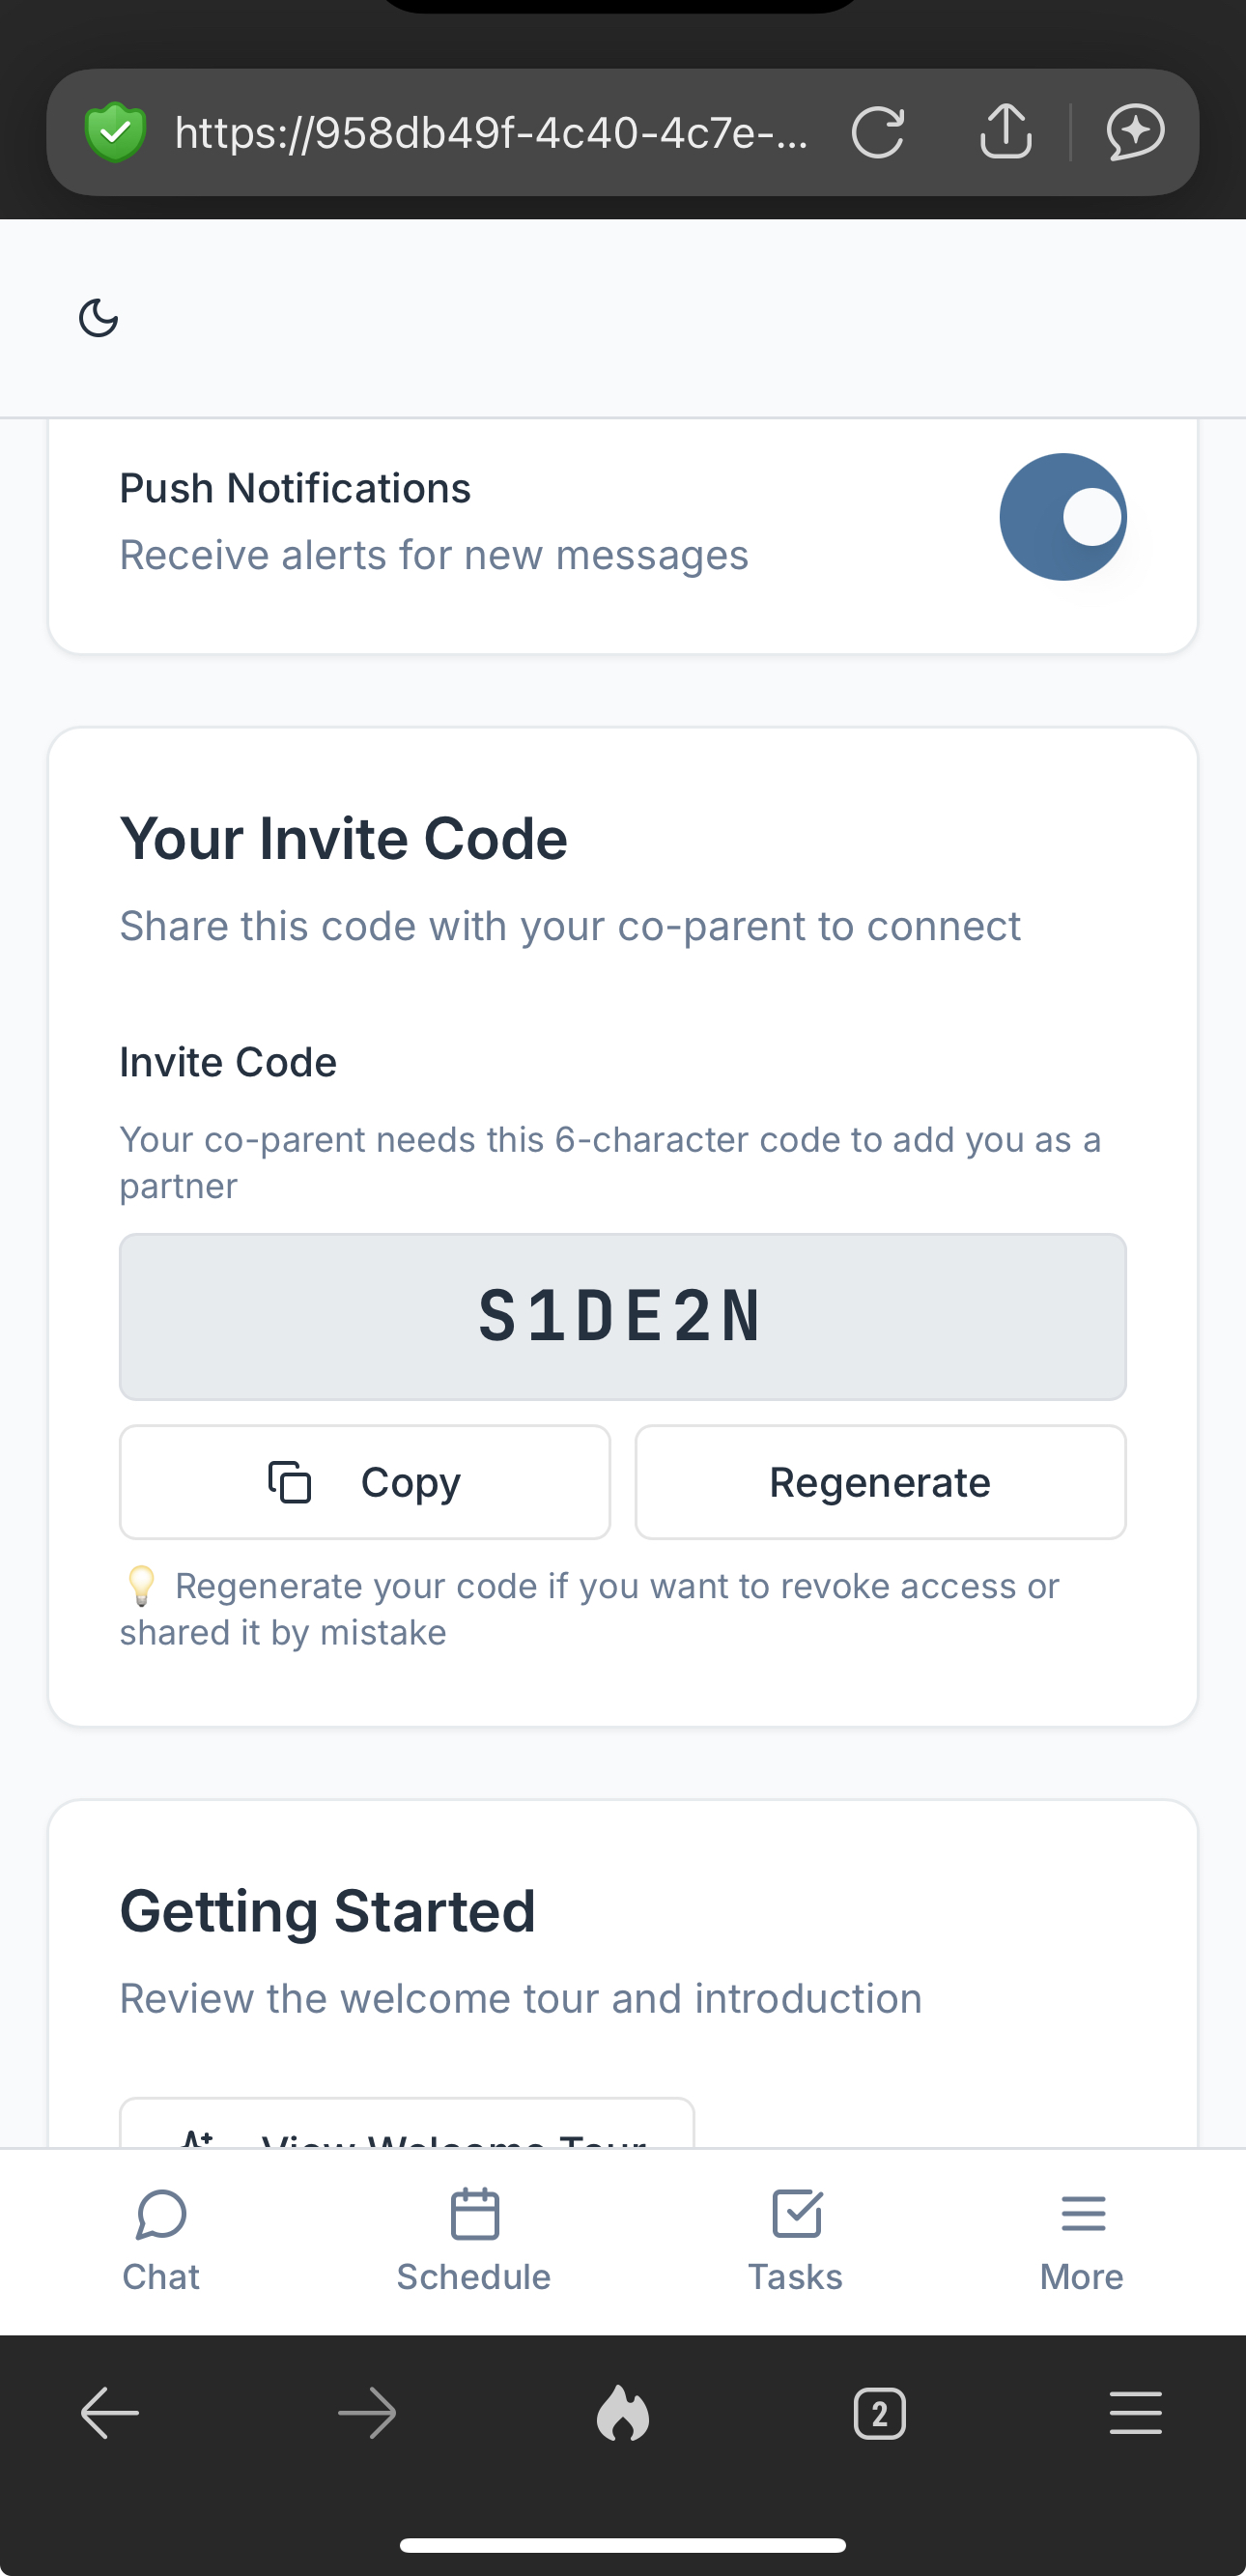 https://958db49f-4c40-4c7e-...
Push Notifications
Receive alerts for new messages
Your Invite Code
Share this code with your co-parent to connect
Invite Code
Your co-parent needs this 6-character code to add you as a
partner
S1DE2N
Copy
Regenerate
💡 Regenerate your code if you want to revoke access or
shared it by mistake
Getting Started
Review the welcome tour and introduction
View Welcome Tour
Chat
Schedule
Tasks
More
2